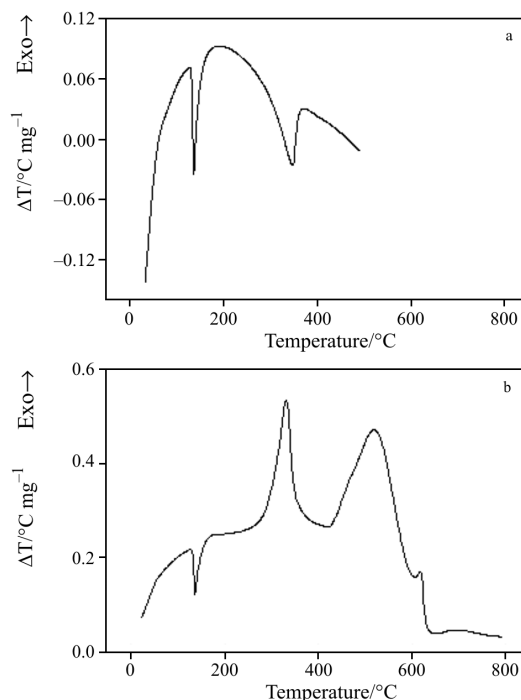 0.12
a
Exo→
0.06
0.00
ΔT/°C mg⁻¹
−0.06
−0.12
0 200 400 600 800
Temperature/°C
0.6
b
Exo→
0.4
ΔT/°C mg⁻¹
0.2
0.0
0 200 400 600 800
Temperature/°C